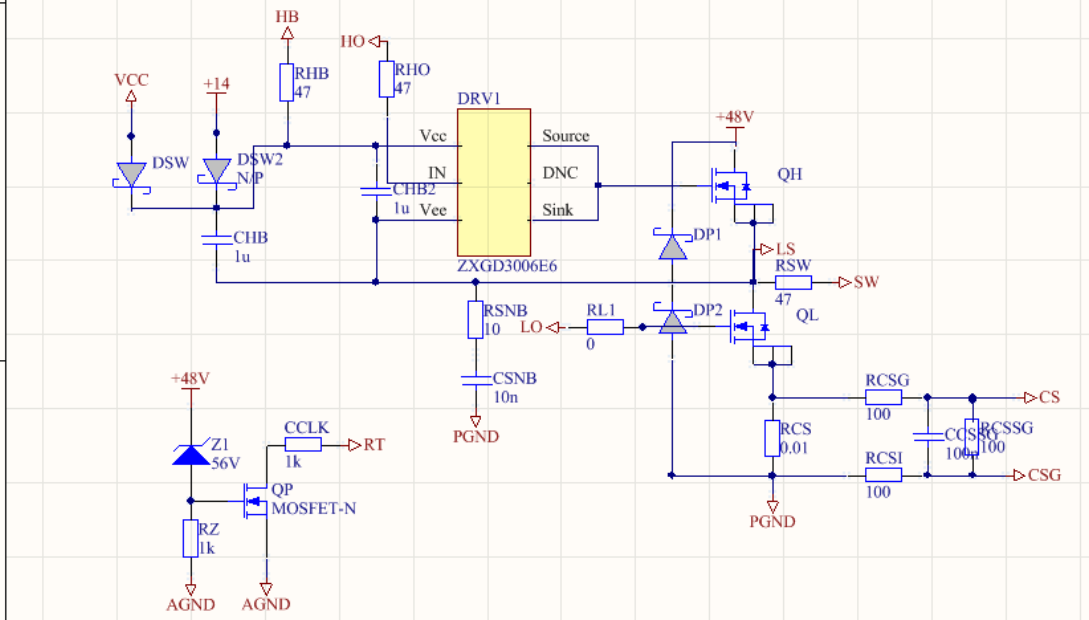 HB
HO
RHB
47
RHO
47
VCC
+14
DRV1
Vcc
Source
+48V
DSW
DSW2
N/P
IN
DNC
QH
CHB2
1u
Vee
Sink
CHB
1u
DP1
LS
ZXGD3006E6
RSW
47
SW
RSNB
10
LO
RL1
0
DP2
QL
CSNB
10n
PGND
+48V
RCSG
100
CS
CCLK
1k
RT
Z1
56V
RCS
0.01
CCSSG
100n
RCSSG
100
RCSI
100
CSG
QP
MOSFET-N
PGND
RZ
1k
AGND
AGND